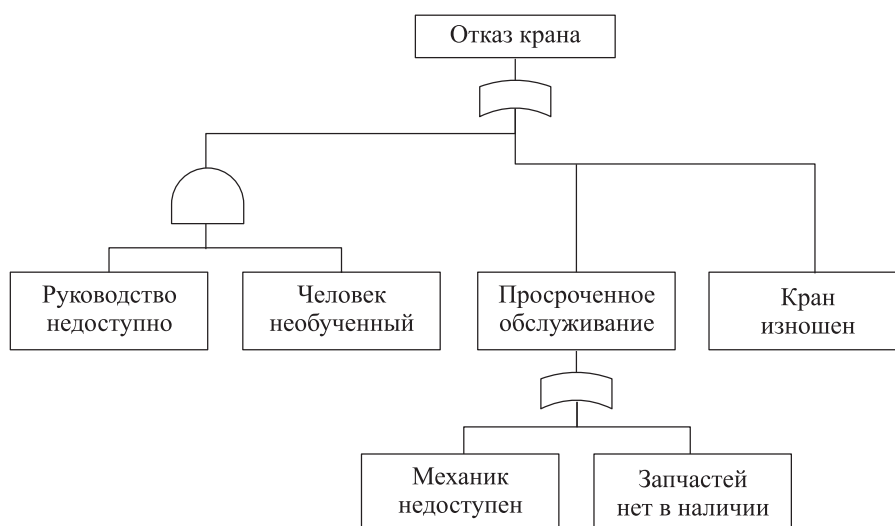 Отказ крана
Руководство
недоступно
Человек
необученный
Просроченное
обслуживание
Кран
изношен
Механик
недоступен
Запчастей
нет в наличии